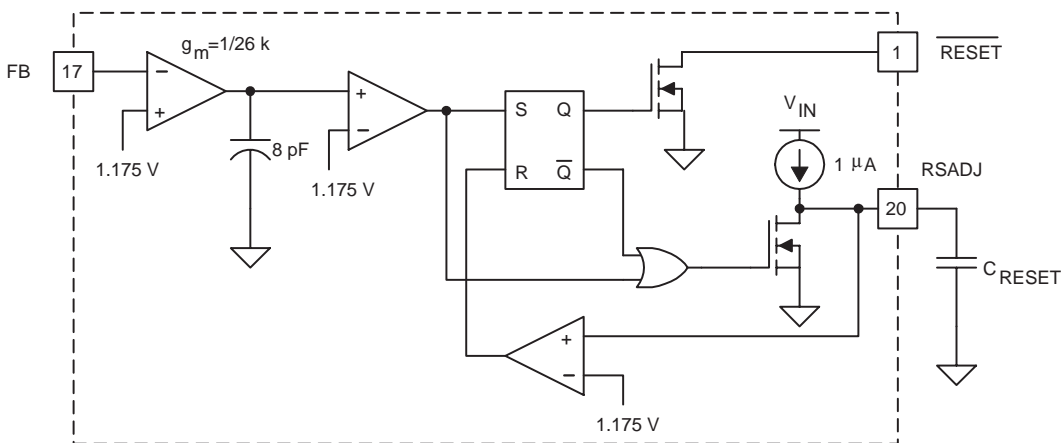 g_m=1/26 k
FB 17
−
+
1.175 V
8 pF
+
−
1.175 V
S Q
R Q̅
1 R̅E̅S̅E̅T̅
V_IN
1 µA
RSADJ
20
C_RESET
+
−
1.175 V